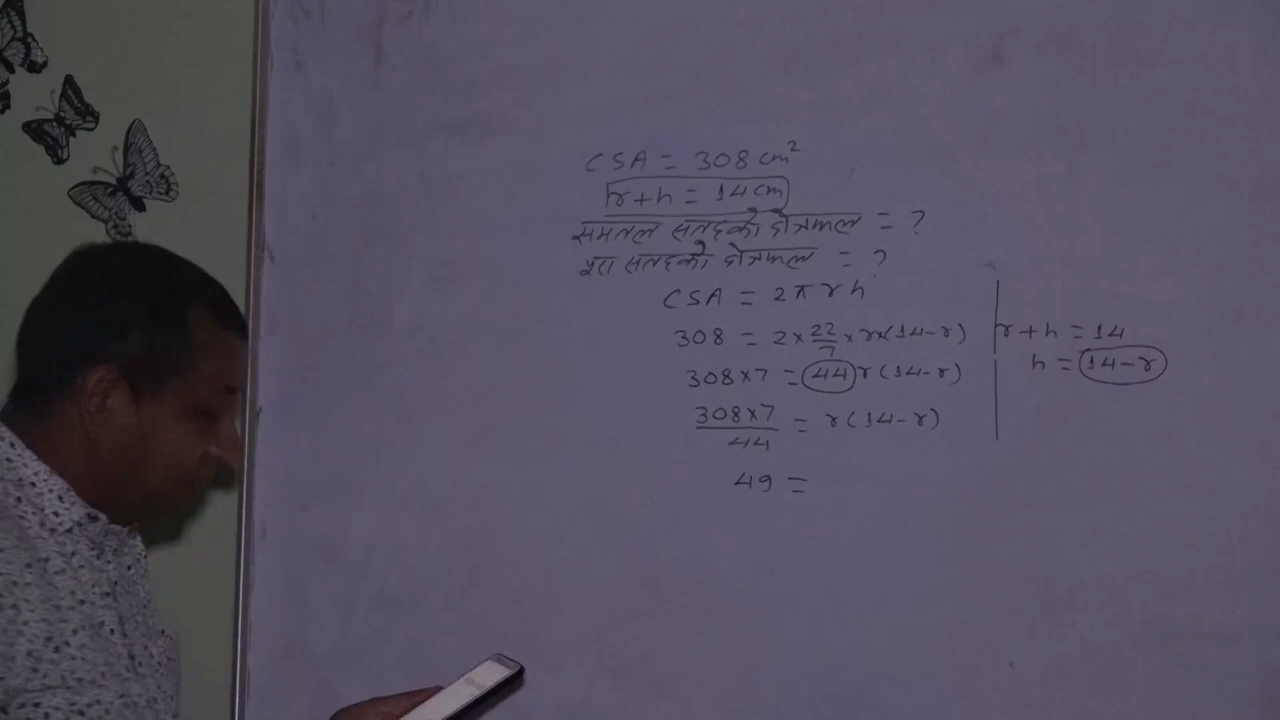 CSA = 308 cm²
r+h = 14 cm
समतल सतहको क्षेत्रफल = ?
पूरा सतहको क्षेत्रफल = ?
CSA = 2πrh
308 = 2 × 22/7 × r×(14-r)
308×7 = 44 r (14-r)
308×7/44 = r(14-r)
49 =
r+h = 14
h = 14-r